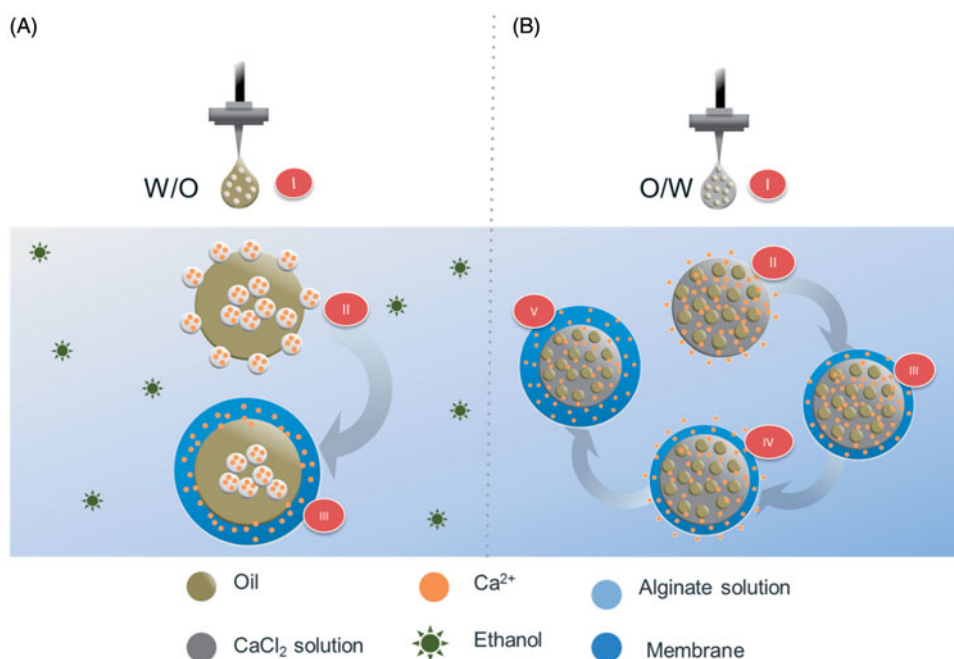 (A)
(B)
W/O
I
O/W
I
II
II
V
III
IV
III
Oil
Ca²⁺
Alginate solution
CaCl₂ solution
Ethanol
Membrane